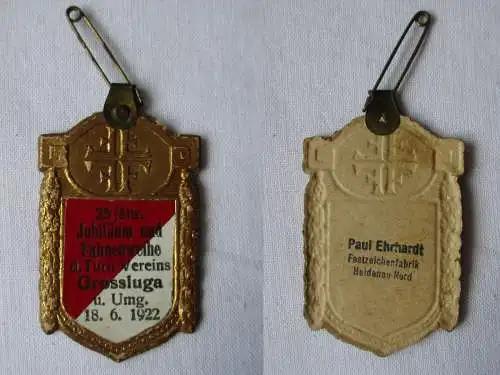 25 jähr.
Jubiläum und
Fahnenweihe
d. Turn-Vereins
Grossluga
u. Umg.
18. 6. 1922
Paul Ehrhardt
Festzeichenfabrik
Heidenau-Nord